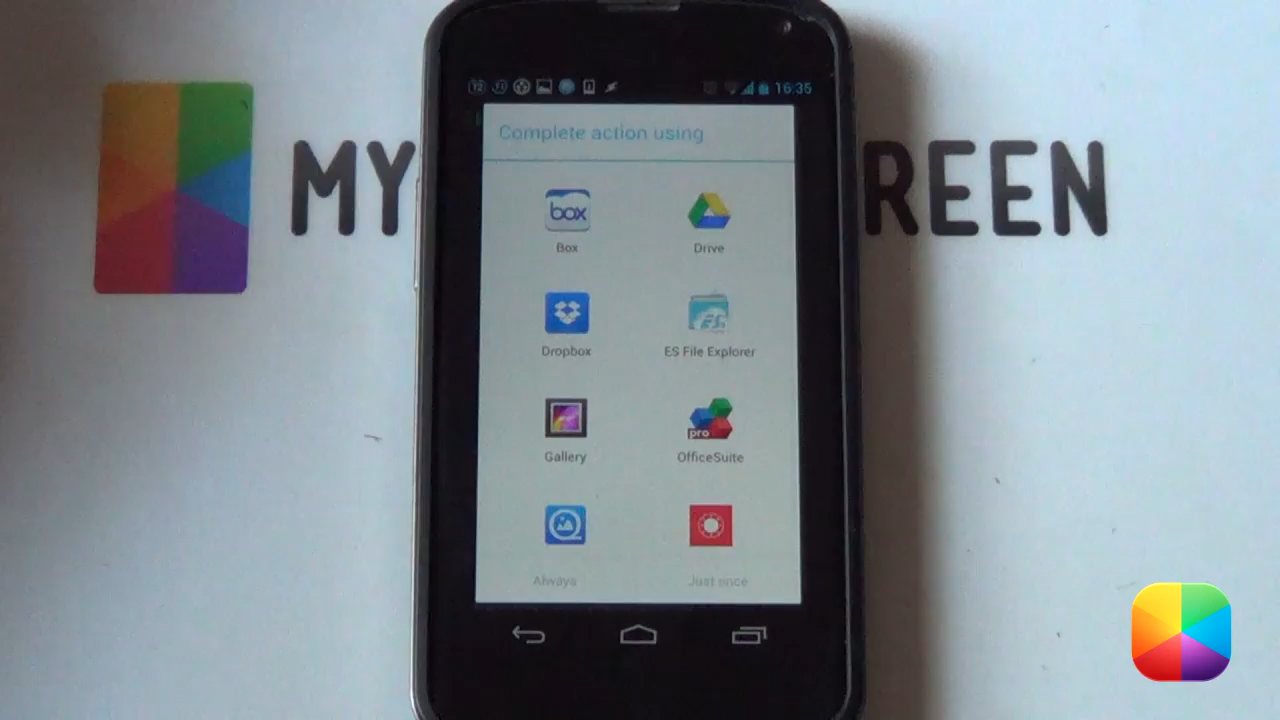 16:35
Complete action using
MY REEN
box
Box
Drive
Dropbox
ES
ES File Explorer
Gallery
pro
OfficeSuite
Always
Just once